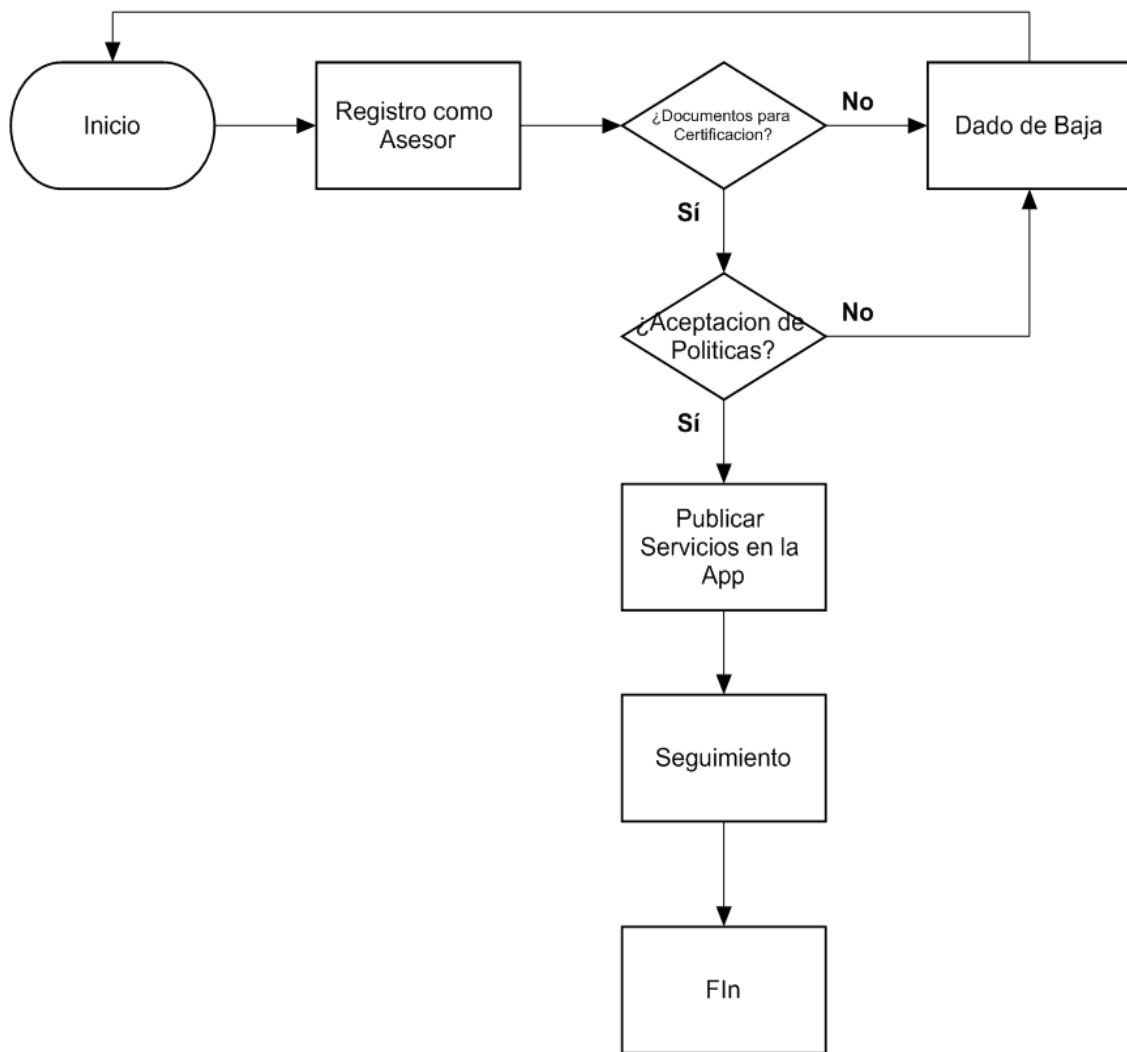 Inicio
Registro como
Asesor
¿Documentos para
Certificacion?
No
Dado de Baja
Sí
¿Aceptacion de
Politicas?
No
Sí
Publicar
Servicios en la
App
Seguimiento
FIn